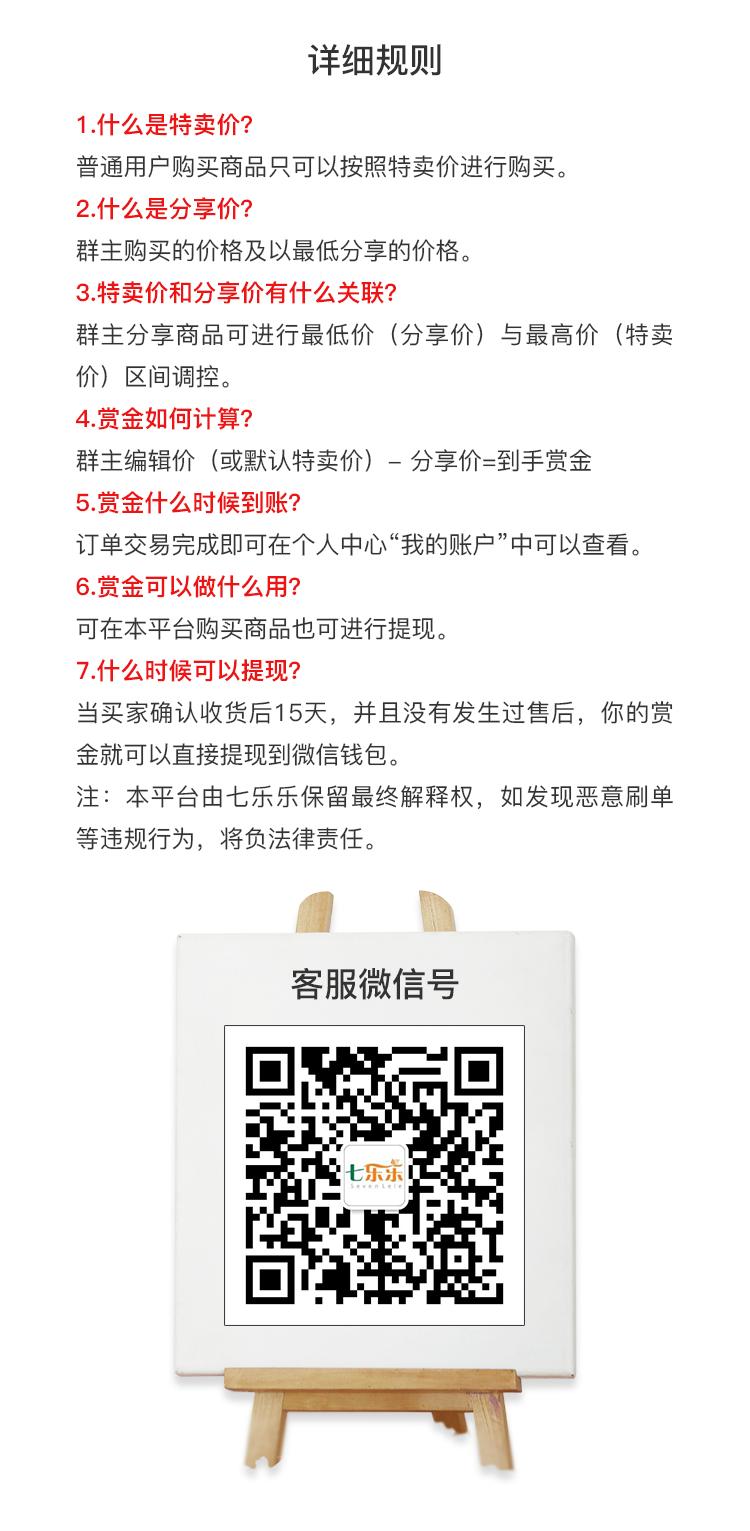 详细规则
1.什么是特卖价?
普通用户购买商品只可以按照特卖价进行购买。
2.什么是分享价?
群主购买的价格及以最低分享的价格。
3.特卖价和分享价有什么关联?
群主分享商品可进行最低价（分享价）与最高价（特卖
价）区间调控。
4.赏金如何计算?
群主编辑价（或默认特卖价）– 分享价=到手赏金
5.赏金什么时候到账?
订单交易完成即可在个人中心“我的账户”中可以查看。
6.赏金可以做什么用?
可在本平台购买商品也可进行提现。
7.什么时候可以提现?
当买家确认收货后15天，并且没有发生过售后，你的赏
金就可以直接提现到微信钱包。
注：本平台由七乐乐保留最终解释权，如发现恶意刷单
等违规行为，将负法律责任。
客服微信号
七乐乐
SevenLele